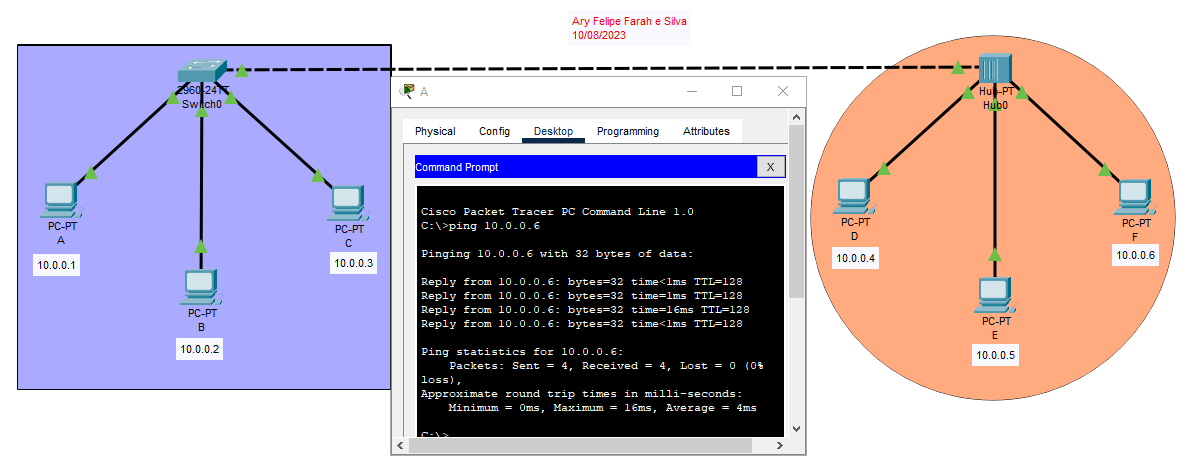 Ary Felipe Farah e Silva
10/08/2023
2960-24TT
Switch0
Hub-PT
Hub0
A
Physical
Config
Desktop
Programming
Attributes
Command Prompt
X
Cisco Packet Tracer PC Command Line 1.0
C:\>ping 10.0.0.6
Pinging 10.0.0.6 with 32 bytes of data:
Reply from 10.0.0.6: bytes=32 time<1ms TTL=128
Reply from 10.0.0.6: bytes=32 time<1ms TTL=128
Reply from 10.0.0.6: bytes=32 time=16ms TTL=128
Reply from 10.0.0.6: bytes=32 time<1ms TTL=128
Ping statistics for 10.0.0.6:
Packets: Sent = 4, Received = 4, Lost = 0 (0%
loss),
Approximate round trip times in milli-seconds:
Minimum = 0ms, Maximum = 16ms, Average = 4ms
C:\>
PC-PT
A
10.0.0.1
PC-PT
B
10.0.0.2
PC-PT
C
10.0.0.3
PC-PT
D
10.0.0.4
PC-PT
E
10.0.0.5
PC-PT
F
10.0.0.6